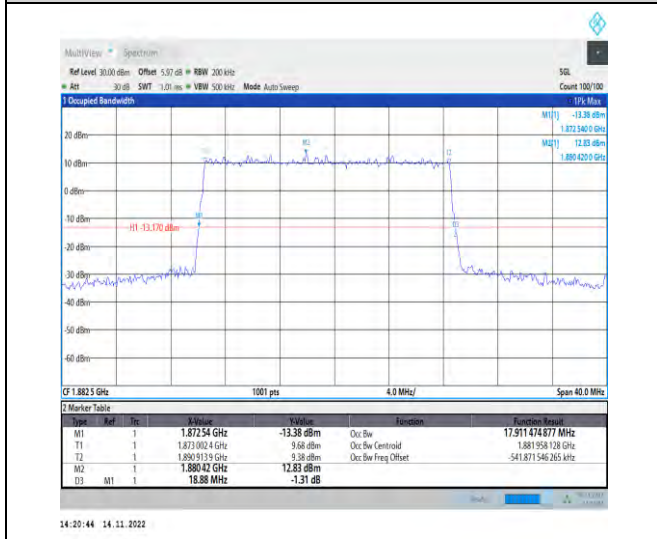 MultiView Spectrum
Ref Level 30.00 dBm Offset 5.97 dB RBW 200 kHz SGL
Att 30 dB SWT 1.01 ms VBW 500 kHz Mode Auto Sweep Count 100/100
1 Occupied Bandwidth 1Pk Max
M1[1] -13.38 dBm
1.872 540 0 GHz
M2[1] 12.83 dBm
1.880 420 0 GHz
20 dBm
M2
T1
T2
10 dBm
0 dBm
-10 dBm
M1
H1 -13.170 dBm
D3
-20 dBm
-30 dBm
-40 dBm
-50 dBm
-60 dBm
CF 1.882 5 GHz 1001 pts 4.0 MHz/ Span 40.0 MHz
2 Marker Table
Type Ref Trc X-Value Y-Value Function Function Result
M1 1 1.872 54 GHz -13.38 dBm Occ Bw 17.911 474 877 MHz
T1 1 1.873 002 4 GHz 9.68 dBm Occ Bw Centroid 1.881 958 128 GHz
T2 1 1.890 913 9 GHz 9.38 dBm Occ Bw Freq Offset -541.871 546 265 kHz
M2 1 1.880 42 GHz 12.83 dBm
D3 M1 1 18.88 MHz -1.31 dB
14:20:44 14.11.2022